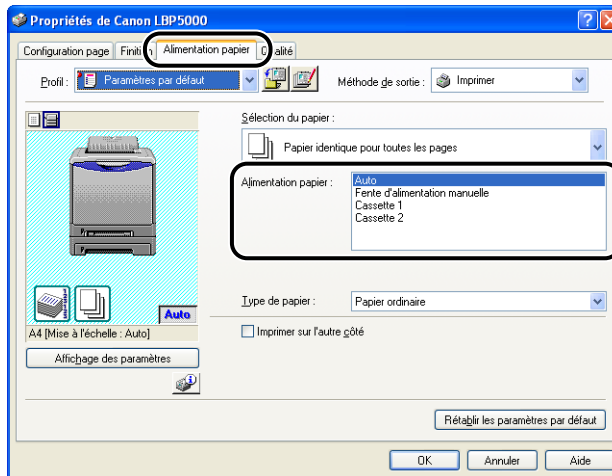 Propriétés de Canon LBP5000
Configuration page Finiti Alimentation papier Qualité
Profil : Paramètres par défaut Méthode de sortie : Imprimer
Sélection du papier :
Papier identique pour toutes les pages
Alimentation papier : Auto
Fente d'alimentation manuelle
Cassette 1
Cassette 2
Auto
Type de papier : Papier ordinaire
A4 [Mise à l'échelle : Auto]
Imprimer sur l'autre côté
Affichage des paramètres
Rétablir les paramètres par défaut
OK Annuler Aide